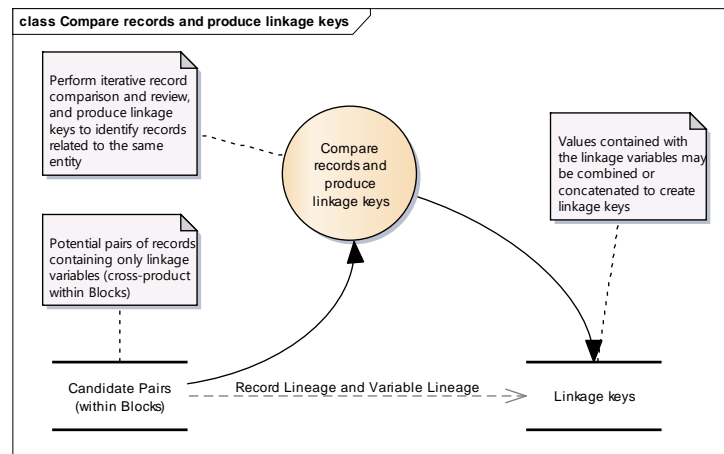 class Compare records and produce linkage keys
Perform iterative record
comparison and review,
and produce linkage
keys to identify records
related to the same
entity
Compare
records and
produce
linkage keys
Values contained with
the linkage variables may
be combined or
concatenated to create
linkage keys
Potential pairs of records
containing only linkage
variables (cross-product
within Blocks)
Candidate Pairs
(within Blocks)
Record Lineage and Variable Lineage
Linkage keys